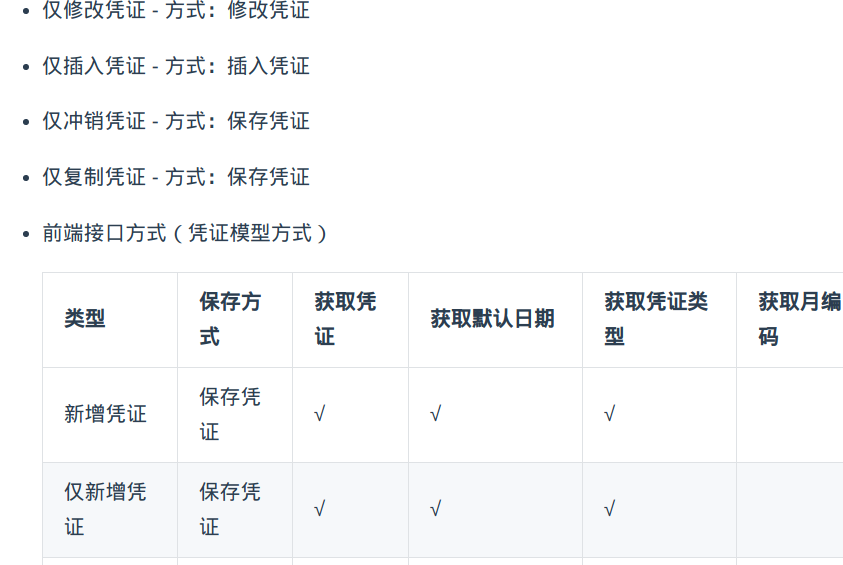 仅修改凭证 - 方式：修改凭证
仅插入凭证 - 方式：插入凭证
仅冲销凭证 - 方式：保存凭证
仅复制凭证 - 方式：保存凭证
前端接口方式（凭证模型方式）
类型 保存方式 获取凭证 获取默认日期 获取凭证类型 获取月编码
新增凭证 保存凭证 √ √ √
仅新增凭证 保存凭证 √ √ √